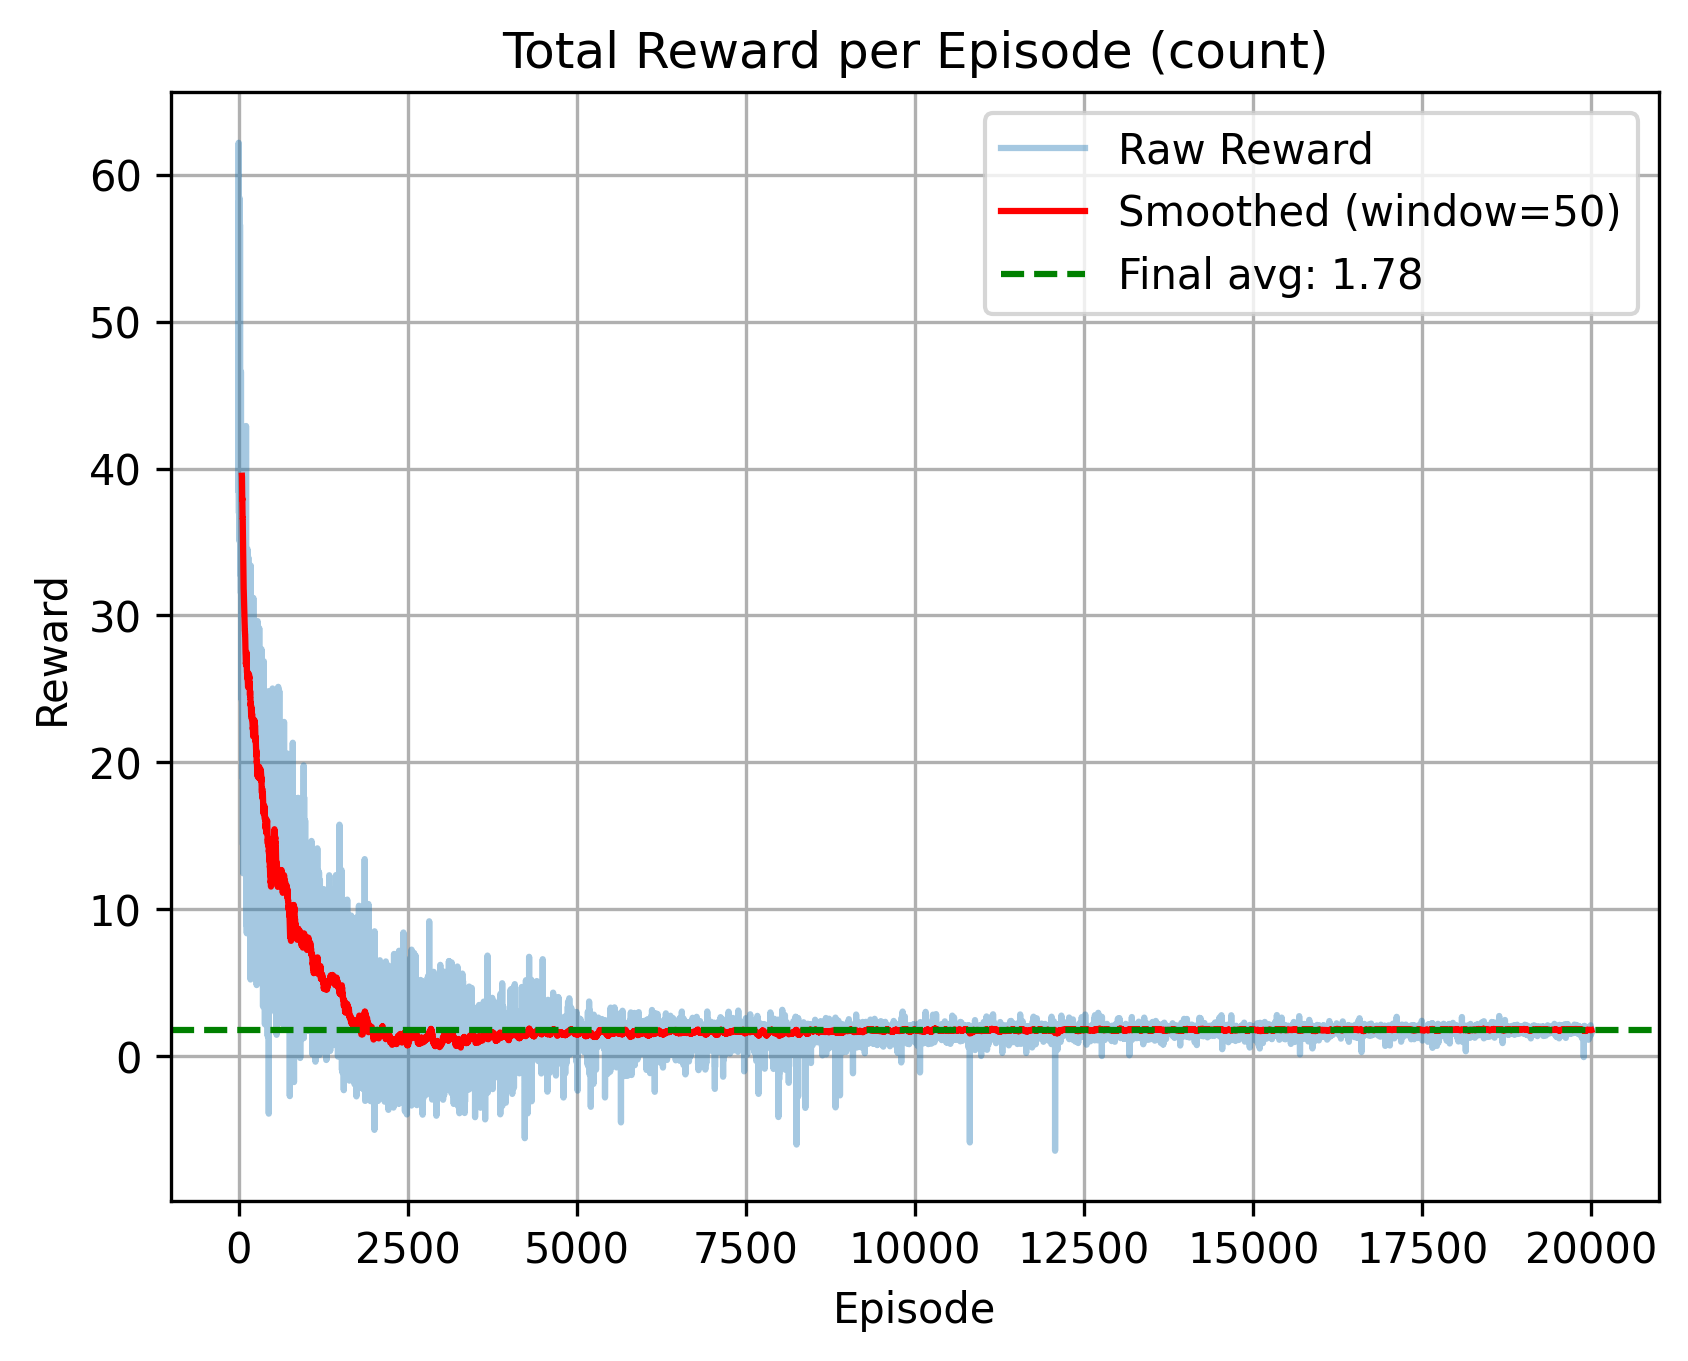 Total Reward per Episode (count)
Raw Reward
Smoothed (window=50)
Final avg: 1.78
60
50
40
30
20
10
0
Reward
0 2500 5000 7500 10000 12500 15000 17500 20000
Episode